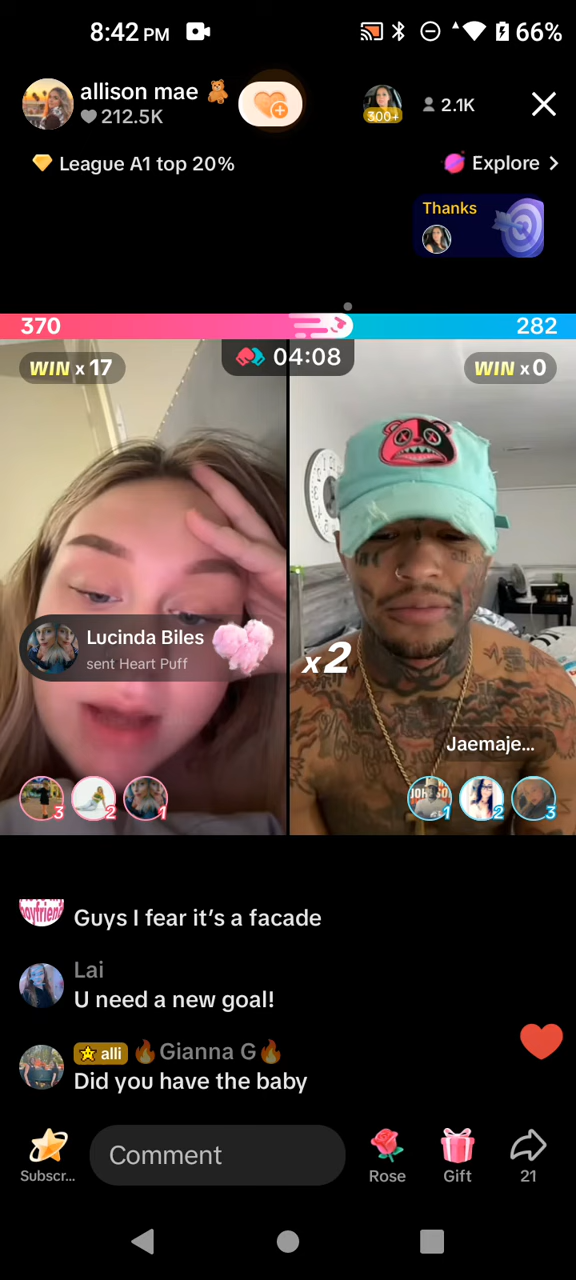 8:42 PM
66%
allison mae 🧸
212.5K
300+
2.1K
League A1 top 20%
Explore >
Thanks
370
282
WIN x 17
04:08
WIN x 0
Lucinda Biles
sent Heart Puff
x2
Jaemaje...
3
2
1
1
2
3
boyfriend
Guys I fear it's a facade
Lai
U need a new goal!
alli 🔥Gianna G🔥
Did you have the baby
Subscr...
Comment
Rose
Gift
21